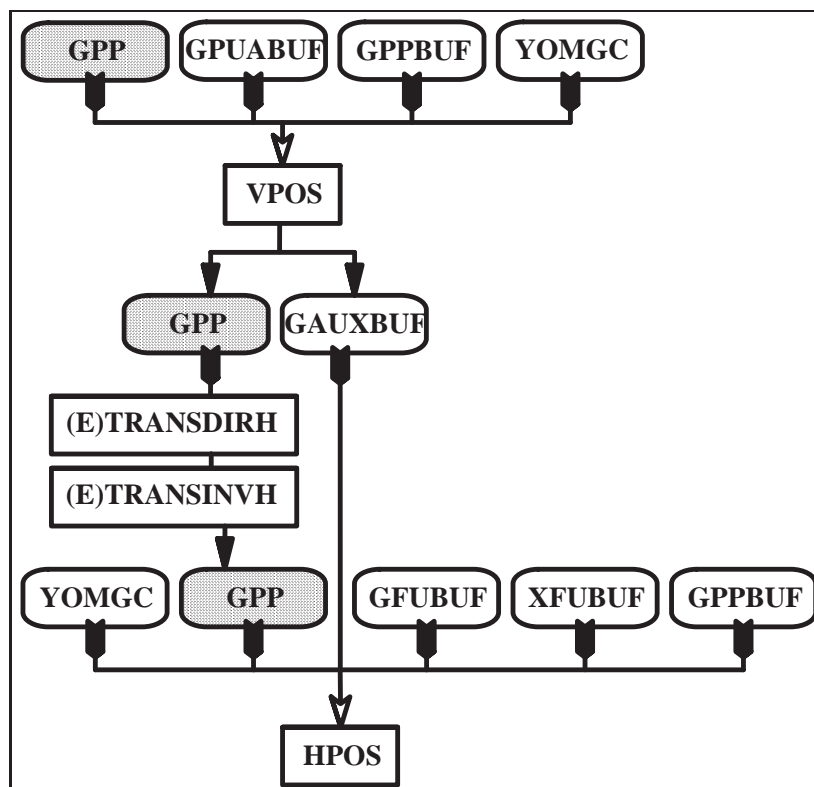 GPP
GPUABUF
GPPBUF
YOMGC
VPOS
GPP
GAUXBUF
(E)TRANSDIRH
(E)TRANSINVH
YOMGC
GPP
GFUBUF
XFUBUF
GPPBUF
HPOS